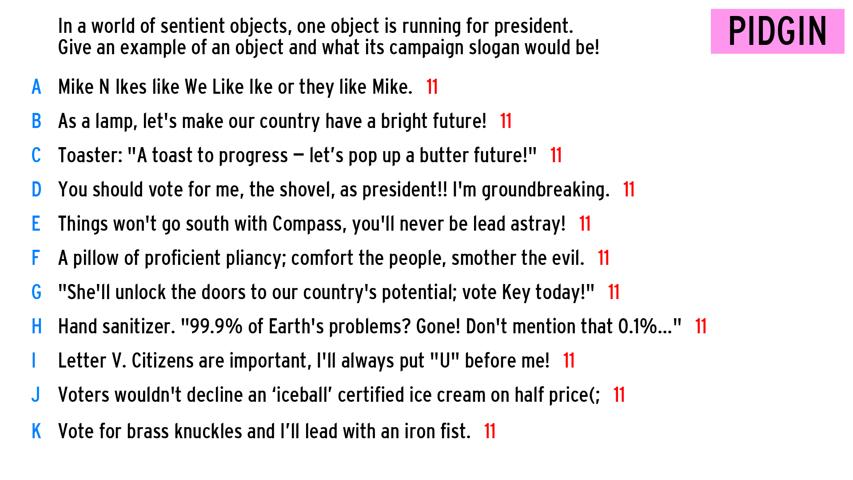 In a world of sentient objects, one object is running for president.
Give an example of an object and what its campaign slogan would be!
PIDGIN
A Mike N Ikes like We Like Ike or they like Mike. 11
B As a lamp, let's make our country have a bright future! 11
C Toaster: "A toast to progress – let’s pop up a butter future!" 11
D You should vote for me, the shovel, as president!! I'm groundbreaking. 11
E Things won't go south with Compass, you'll never be lead astray! 11
F A pillow of proficient pliancy; comfort the people, smother the evil. 11
G "She'll unlock the doors to our country's potential; vote Key today!" 11
H Hand sanitizer. "99.9% of Earth's problems? Gone! Don't mention that 0.1%..." 11
I Letter V. Citizens are important, I'll always put "U" before me! 11
J Voters wouldn't decline an ‘iceball’ certified ice cream on half price(; 11
K Vote for brass knuckles and I’ll lead with an iron fist. 11